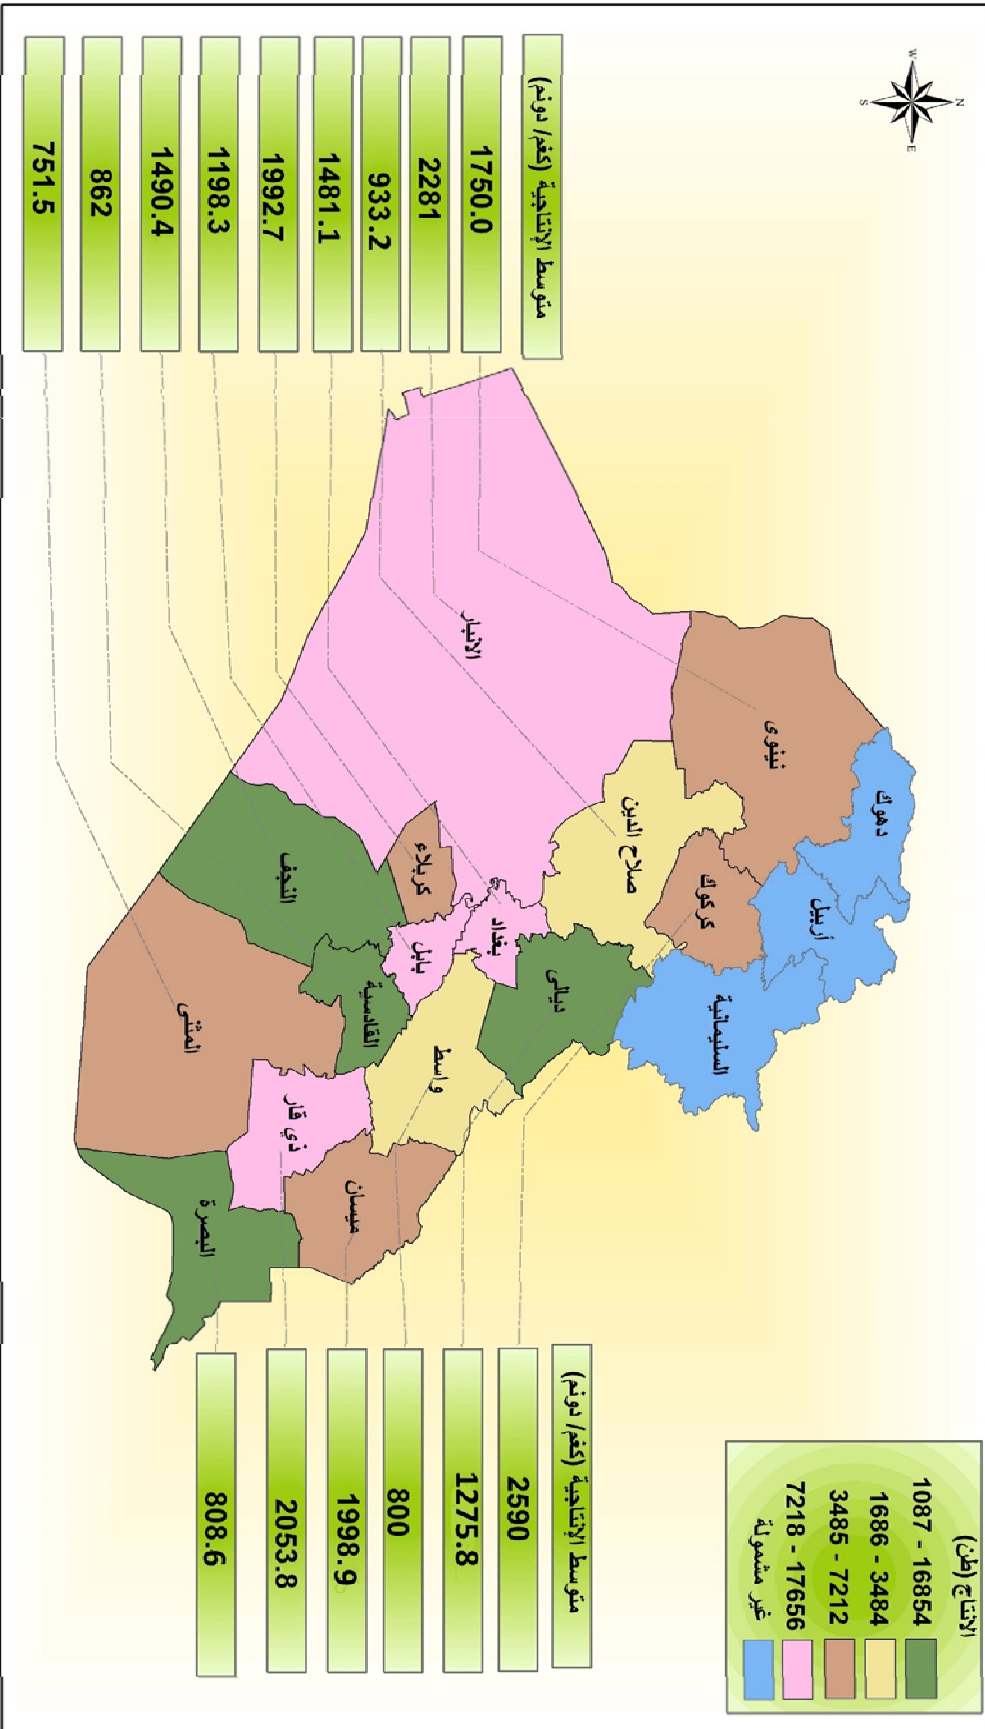 N
W
E
S
الانتاج (طن)
1087 - 16854
1686 - 3484
3485 - 7212
7218 - 17656
غير مشمولة
متوسط الإنتاجية (كغم/ دونم)
1750.0
2281
933.2
1481.1
1992.7
1198.3
1490.4
862
751.5
دهوك
نينوى
أربيل
كركوك
السليمانية
صلاح الدين
الانبار
ديالى
بغداد
كربلاء
بابل
واسط
النجف
القادسية
ميسان
ذي قار
المثنى
البصرة
متوسط الإنتاجية (كغم/ دونم)
2590
1275.8
800
1998.9
2053.8
808.6